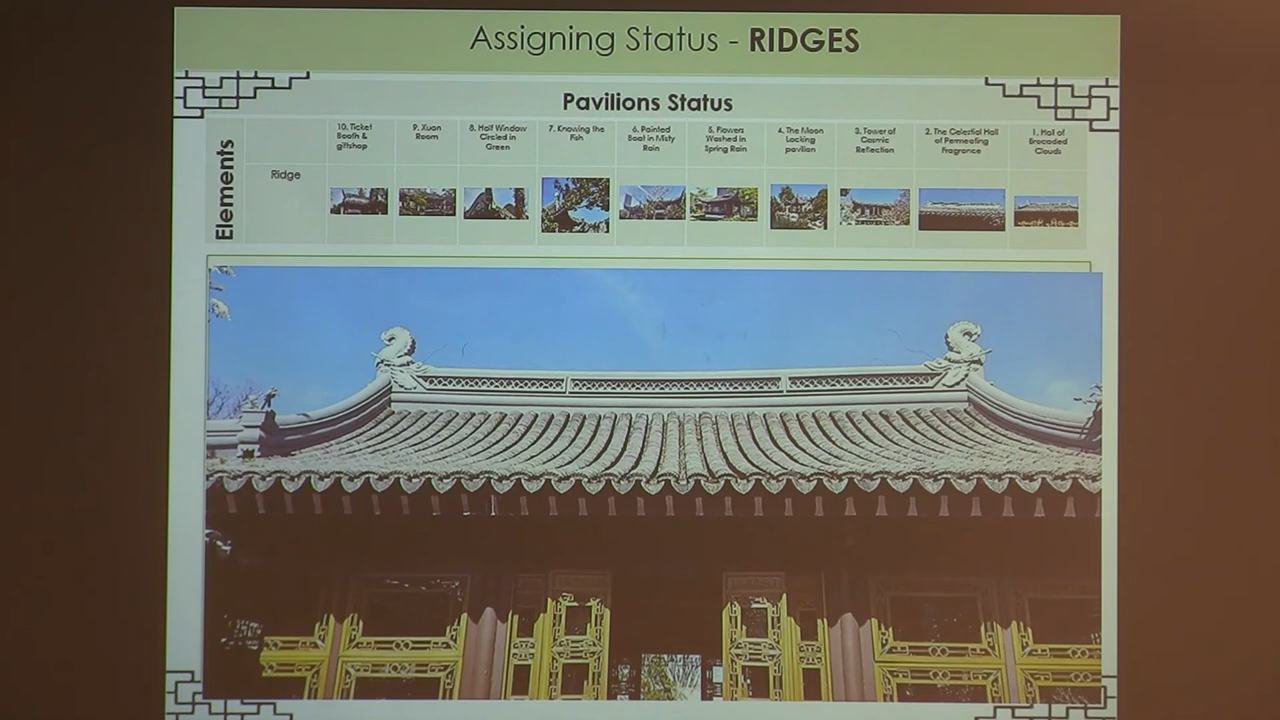 Assigning Status - RIDGES
Pavilions Status
Elements
10. Ticket
Booth &
giftshop
9. Xuan
Room
8. Half Window
Circled in
Green
7. Knowing the
Fish
6. Painted
Boat in Misty
Rain
5. Flowers
Washed in
Spring Rain
4. The Moon
Locking
pavilion
3. Tower of
Cosmic
Reflection
2. The Celestial Hall
of Permeating
Fragrance
1. Hall of
Brocaded
Clouds
Ridge